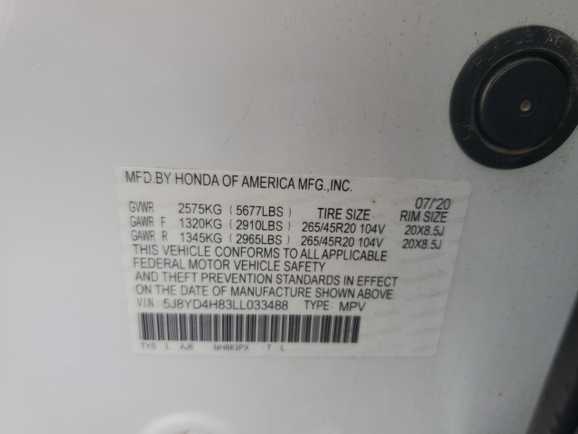 MFD.BY HONDA OF AMERICA MFG.,INC.
07/20
GVWR 2575KG (5677LBS) TIRE SIZE RIM SIZE
GAWR F 1320KG (2910LBS) 265/45R20 104V 20X8.5J
GAWR R 1345KG (2965LBS) 265/45R20 104V 20X8.5J
THIS VEHICLE CONFORMS TO ALL APPLICABLE
FEDERAL MOTOR VEHICLE SAFETY
AND THEFT PREVENTION STANDARDS IN EFFECT
ON THE DATE OF MANUFACTURE SHOWN ABOVE.
V.I.N. 5J8YD4H83LL033488 TYPE: MPV
L T L